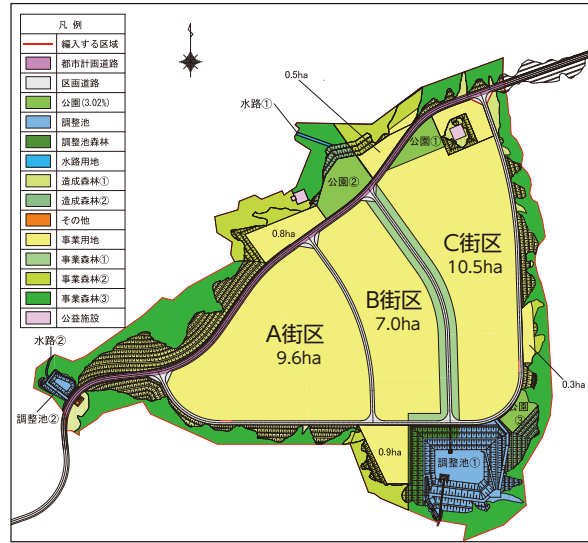 凡 例
編入する区域
都市計画道路
区画道路
公園(3.02%)
調整池
調整池森林
水路用地
造成森林①
造成森林②
その他
事業用地
事業森林①
事業森林②
事業森林③
公益施設
0.5ha
水路①
公園①
公園②
0.8ha
C街区
10.5ha
B街区
7.0ha
A街区
9.6ha
水路②
調整池②
0.3ha
公園
③
0.9ha
調整池①